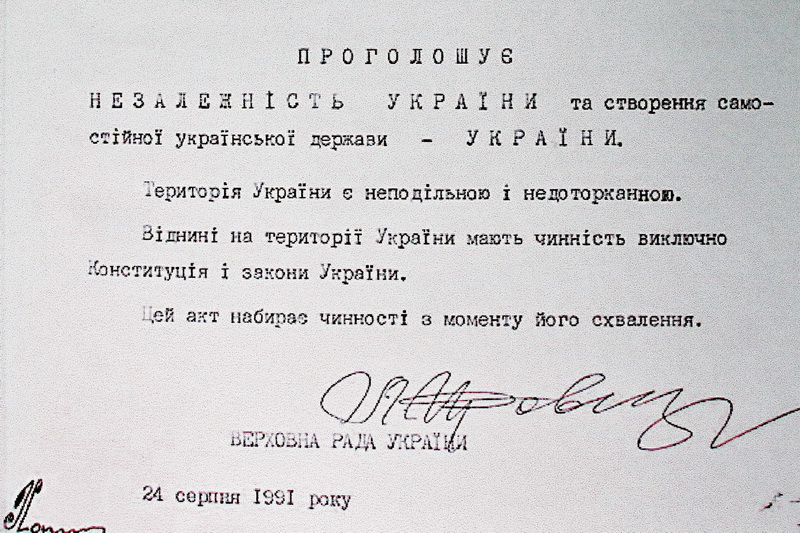 ПРОГОЛОШУЄ
НЕЗАЛЕЖНІСТЬ УКРАЇНИ та створення само-
стійної української держави - УКРАЇНИ.
Територія України є неподільною і недоторканною.
Віднині на території України мають чинність виключно
Конституція і закони України.
Цей акт набирає чинності з моменту його схвалення.
ВЕРХОВНА РАДА УКРАЇНИ
24 серпня 1991 року